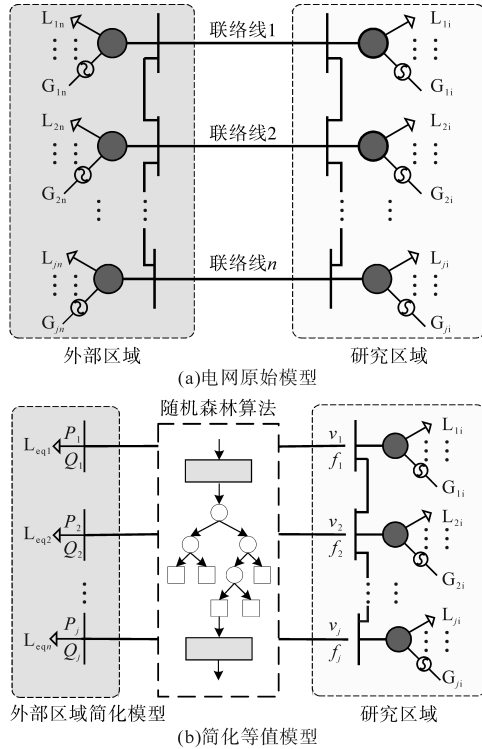 L1n 联络线1 L1i
G1n G1i
L2n 联络线2 L2i
G2n G2i
Ljn 联络线n Lji
Gjn Gji
外部区域 研究区域
(a)电网原始模型
随机森林算法
Leq1 P1 Q1 v1 f1 L1i
G1i
Leq2 P2 Q2 v2 f2 L2i
G2i
Leqn Pj Qj vj fj Lji
Gji
外部区域简化模型 研究区域
(b)简化等值模型